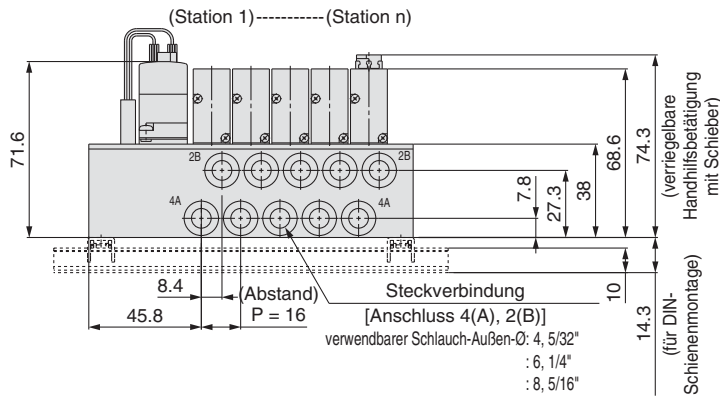 (Station 1)----------(Station n)
71.6
2B
2B
4A
4A
7.8
27.3
38
68.6
74.3
(verriegelbare
Handhilfsbetätigung
mit Schieber)
8.4
(Abstand)
P = 16
45.8
Steckverbindung
[Anschluss 4(A), 2(B)]
verwendbarer Schlauch-Außen-Ø: 4, 5/32"
: 6, 1/4"
: 8, 5/16"
10
14.3
(für DIN-
Schienenmontage)